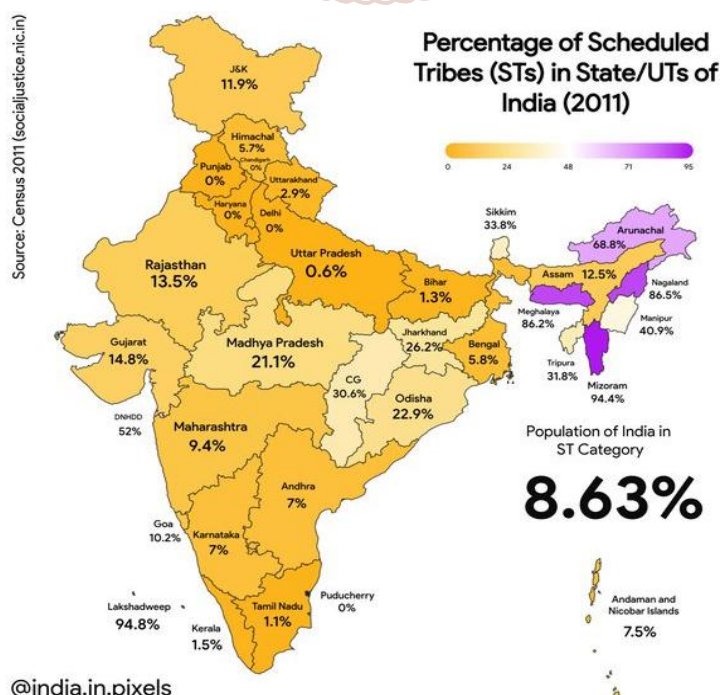 Source: Census 2011 (socialjustice.nic.in)
Percentage of Scheduled
Tribes (STs) in State/UTs of
India (2011)
0
24
48
71
95
J&K
11.9%
Himachal
5.7%
Chandigarh
0%
Punjab
0%
Uttarakhand
2.9%
Haryana
0%
Delhi
0%
Uttar Pradesh
0.6%
Rajasthan
13.5%
Bihar
1.3%
Sikkim
33.8%
Arunachal
68.8%
Assam 12.5%
Nagaland
86.5%
Meghalaya
86.2%
Manipur
40.9%
Tripura
31.8%
Mizoram
94.4%
Gujarat
14.8%
Madhya Pradesh
21.1%
Jharkhand
26.2%
Bengal
5.8%
CG
30.6%
Odisha
22.9%
DNHDD
52%
Maharashtra
9.4%
Population of India in
ST Category
8.63%
Andhra
7%
Goa
10.2%
Karnataka
7%
Lakshadweep
94.8%
Kerala
1.5%
Tamil Nadu
1.1%
Puducherry
0%
Andaman and
Nicobar Islands
7.5%
@india.in.pixels